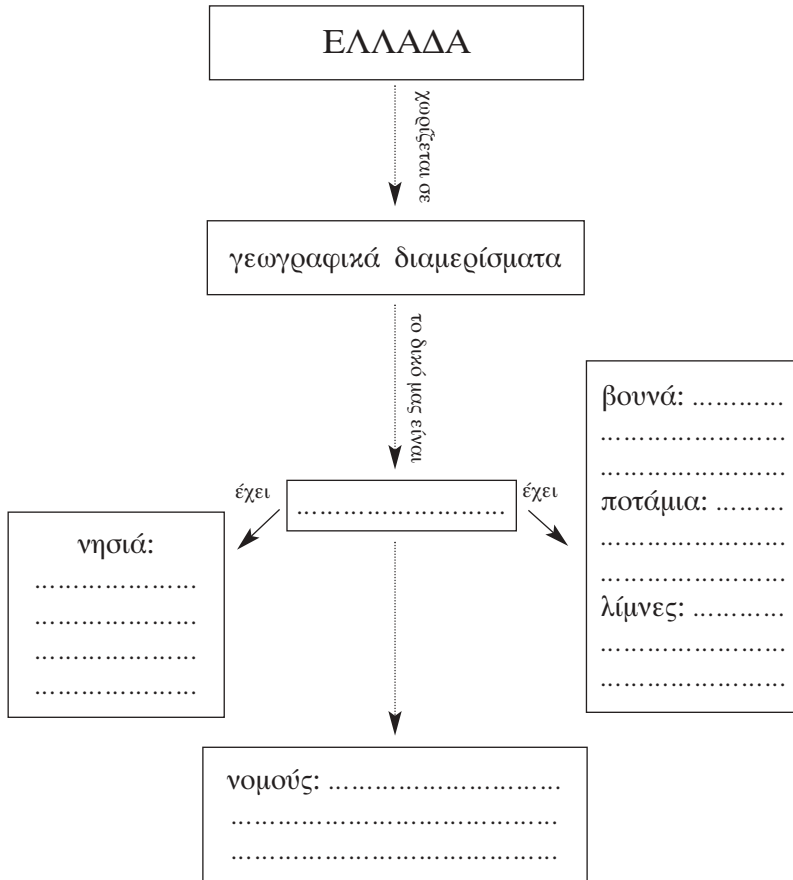 ΕΛΛΑΔΑ
χωρίζεται σε
γεωγραφικά διαμερίσματα
το δικό μας είναι
έχει
..........................
έχει
νησιά:
.....................
.....................
.....................
.....................
βουνά: ............
........................
........................
ποτάμια: .........
........................
........................
λίμνες: ............
........................
........................
νομούς: ..............................
..........................................
..........................................